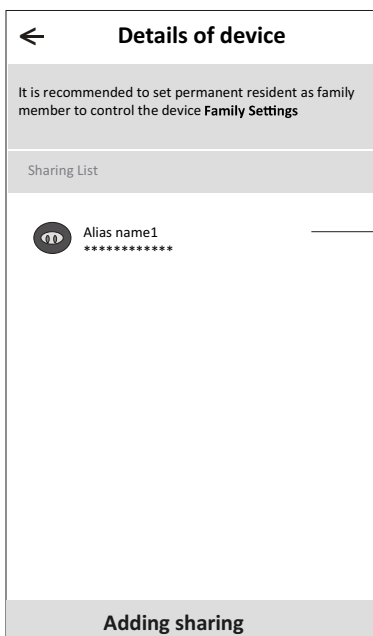 Details of device
It is recommended to set permanent resident as family
member to control the device Family Settings
Sharing List
Alias name1
************
Adding sharing